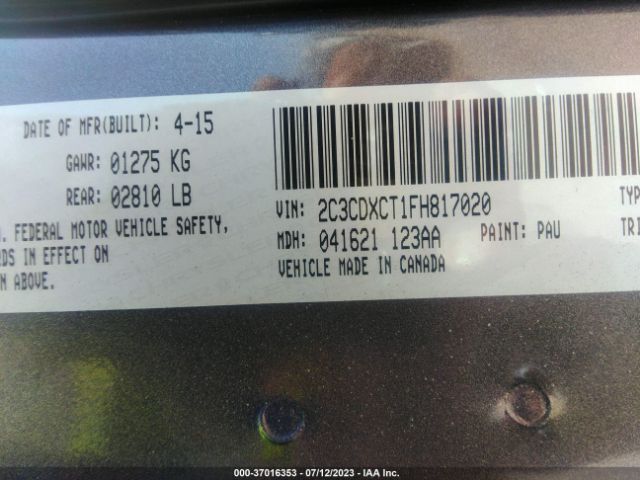 DATE OF MFR(BUILT): 4-15
GAWR: 01275 KG
REAR: 02810 LB
FEDERAL MOTOR VEHICLE SAFETY,
IN EFFECT ON
ABOVE.
VIN: 2C3CDXCT1FH817020
MDH: 041621 123AA PAINT: PAU
VEHICLE MADE IN CANADA
TYP
TRI
000-37016353 - 07/12/2023 - IAA Inc.